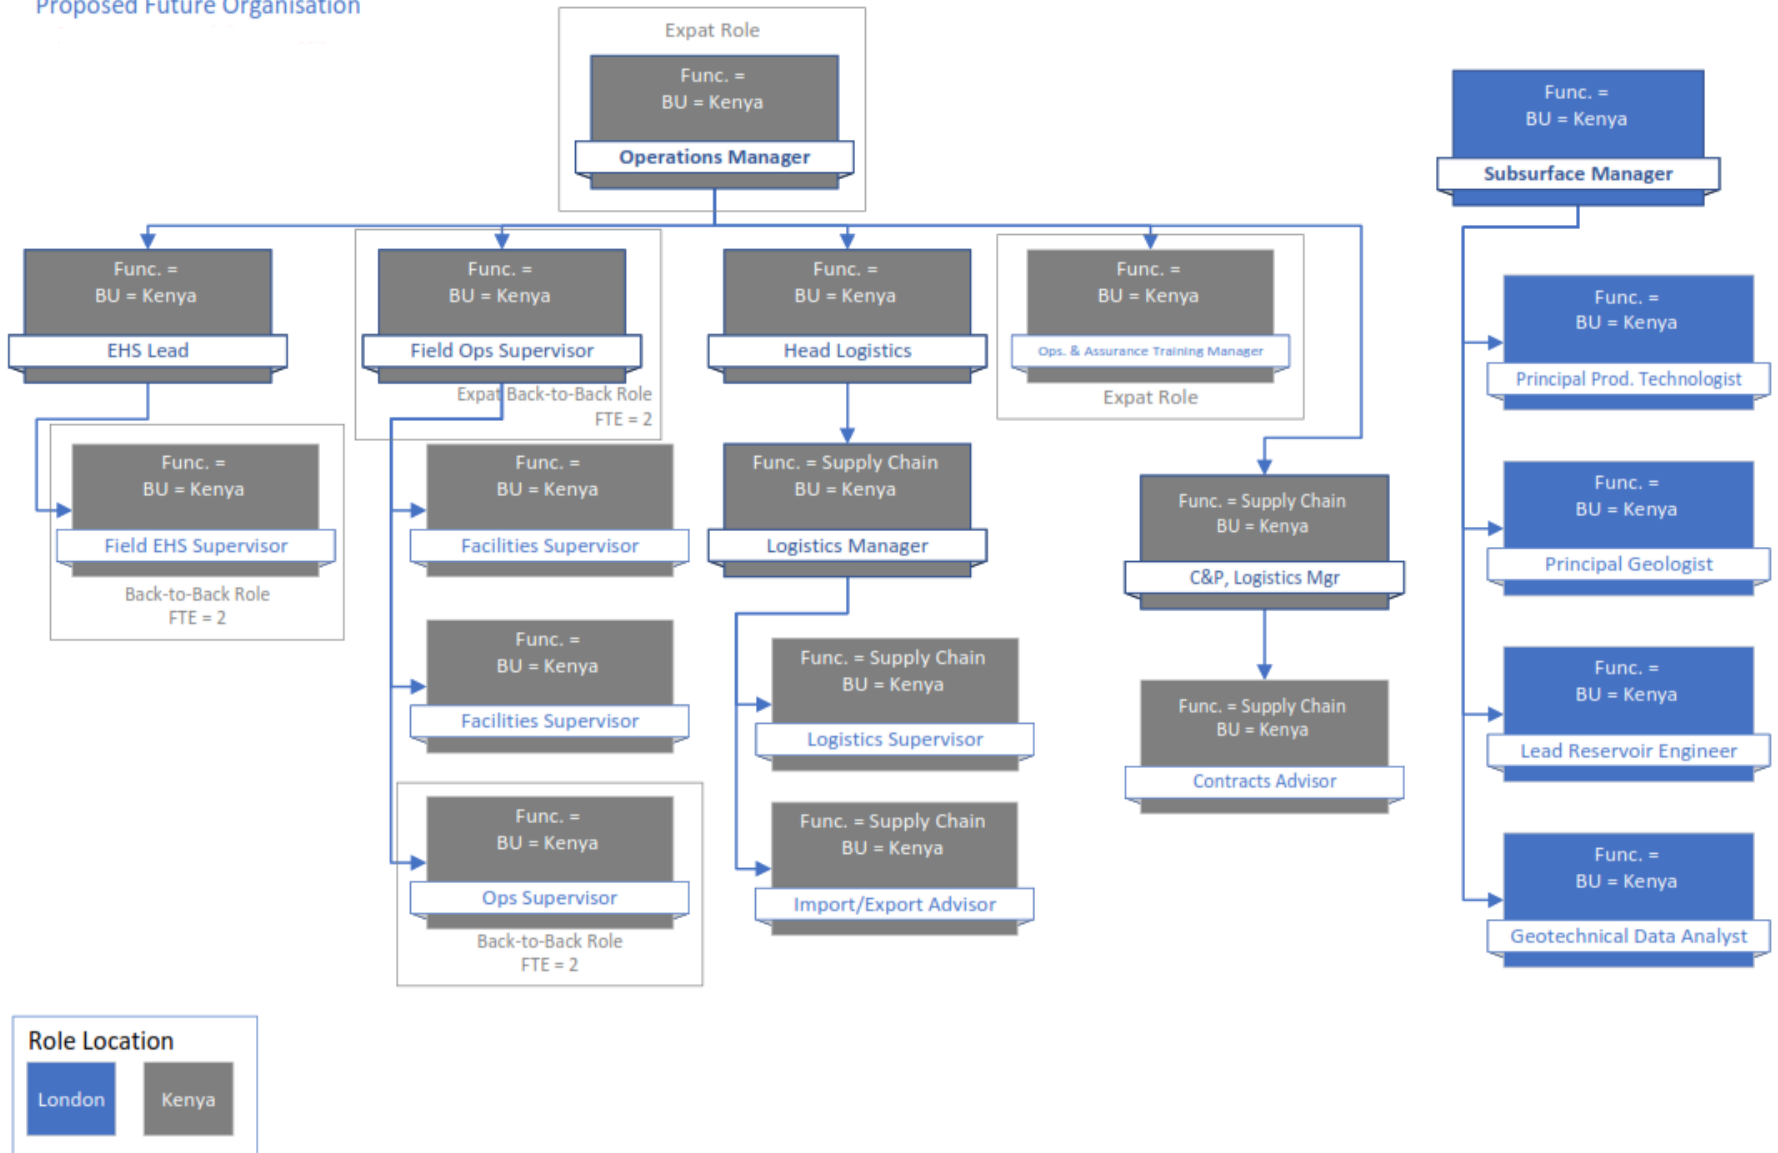 Proposed Future Organisation
Expat Role
Func. =
BU = Kenya
Operations Manager
Func. =
BU = Kenya
Subsurface Manager
Func. =
BU = Kenya
EHS Lead
Func. =
BU = Kenya
Field Ops Supervisor
Expat Back-to-Back Role
FTE = 2
Func. =
BU = Kenya
Head Logistics
Func. =
BU = Kenya
Ops. & Assurance Training Manager
Expat Role
Func. =
BU = Kenya
Principal Prod. Technologist
Func. =
BU = Kenya
Field EHS Supervisor
Back-to-Back Role
FTE = 2
Func. =
BU = Kenya
Facilities Supervisor
Func. = Supply Chain
BU = Kenya
Logistics Manager
Func. = Supply Chain
BU = Kenya
C&P, Logistics Mgr
Func. =
BU = Kenya
Principal Geologist
Func. =
BU = Kenya
Facilities Supervisor
Func. = Supply Chain
BU = Kenya
Logistics Supervisor
Func. = Supply Chain
BU = Kenya
Contracts Advisor
Func. =
BU = Kenya
Lead Reservoir Engineer
Func. =
BU = Kenya
Ops Supervisor
Back-to-Back Role
FTE = 2
Func. = Supply Chain
BU = Kenya
Import/Export Advisor
Func. =
BU = Kenya
Geotechnical Data Analyst
Role Location
London
Kenya